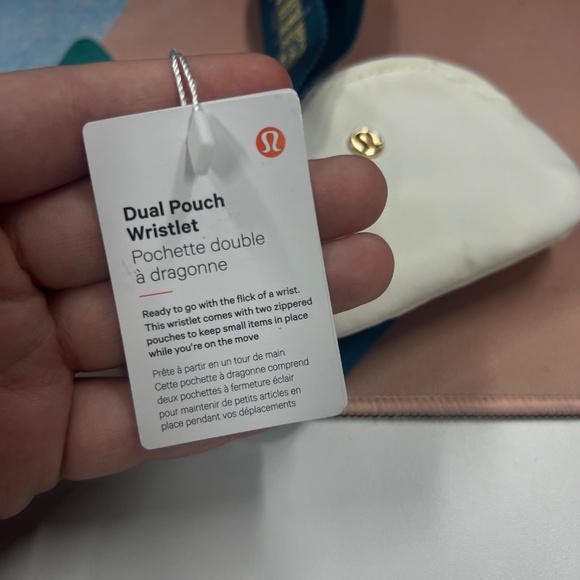 Dual Pouch
Wristlet
Pochette double
à dragonne
Ready to go with the flick of a wrist.
This wristlet comes with two zippered
pouches to keep small items in place
while you're on the move
Prête à partir en un tour de main
Cette pochette à dragonne comprend
deux pochettes à fermeture éclair
pour maintenir de petits articles en
place pendant vos déplacements